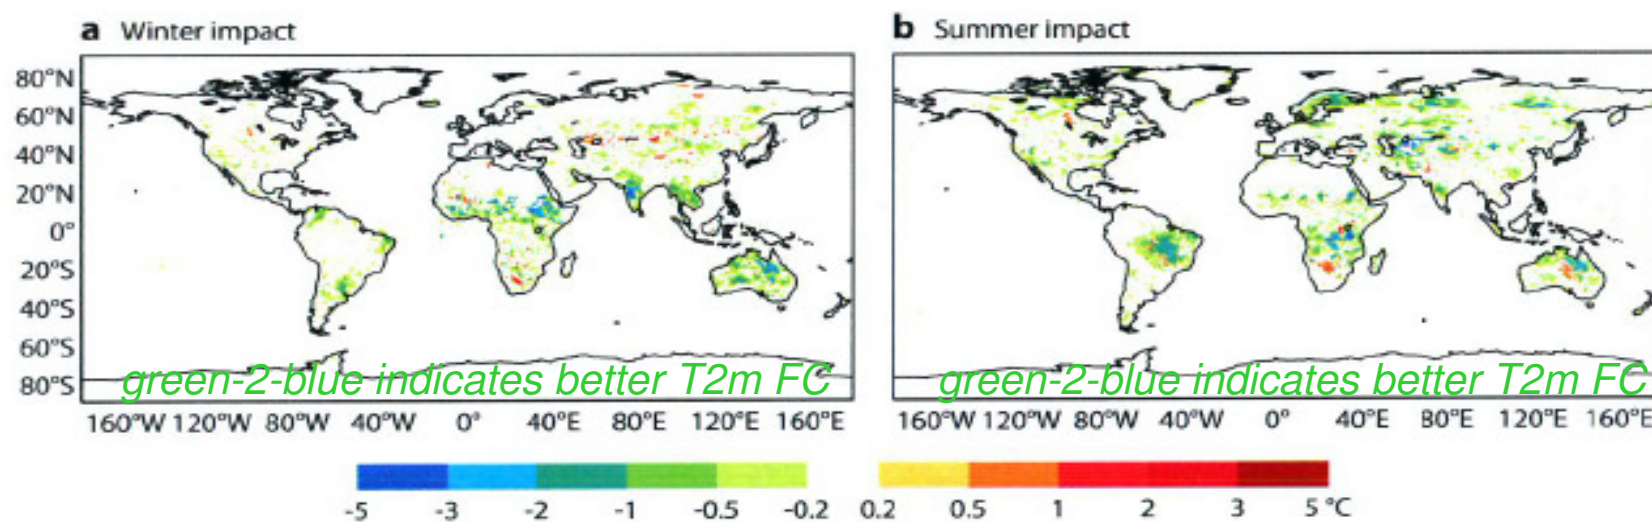 a Winter impact
b Summer impact
80°N
60°N
40°N
20°N
0°
20°S
40°S
60°S
80°S
green-2-blue indicates better T2m FC
green-2-blue indicates better T2m FC
160°W 120°W 80°W 40°W 0° 40°E 80°E 120°E 160°E
160°W 120°W 80°W 40°W 0° 40°E 80°E 120°E 160°E
-5 -3 -2 -1 -0.5 -0.2 0.2 0.5 1 2 3 5 °C